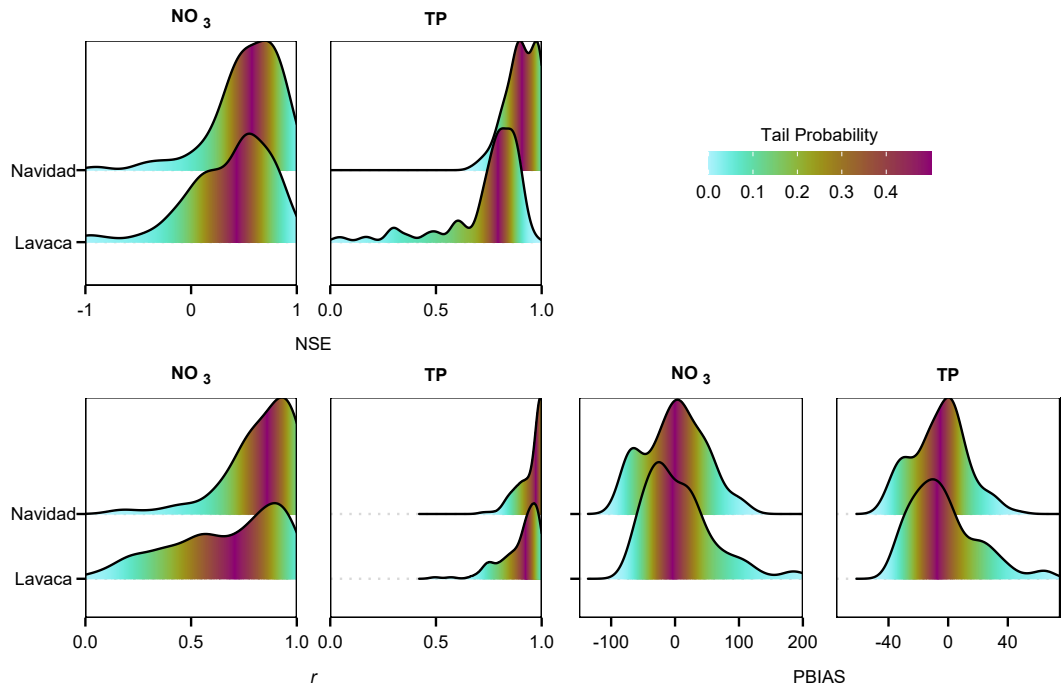 NO 3
TP
Tail Probability
0.0 0.1 0.2 0.3 0.4
Navidad
Lavaca
-1 0 1
0.0 0.5 1.0
NSE
NO 3
TP
NO 3
TP
Navidad
Lavaca
0.0 0.5 1.0
0.0 0.5 1.0
-100 0 100 200
-40 0 40
r
PBIAS